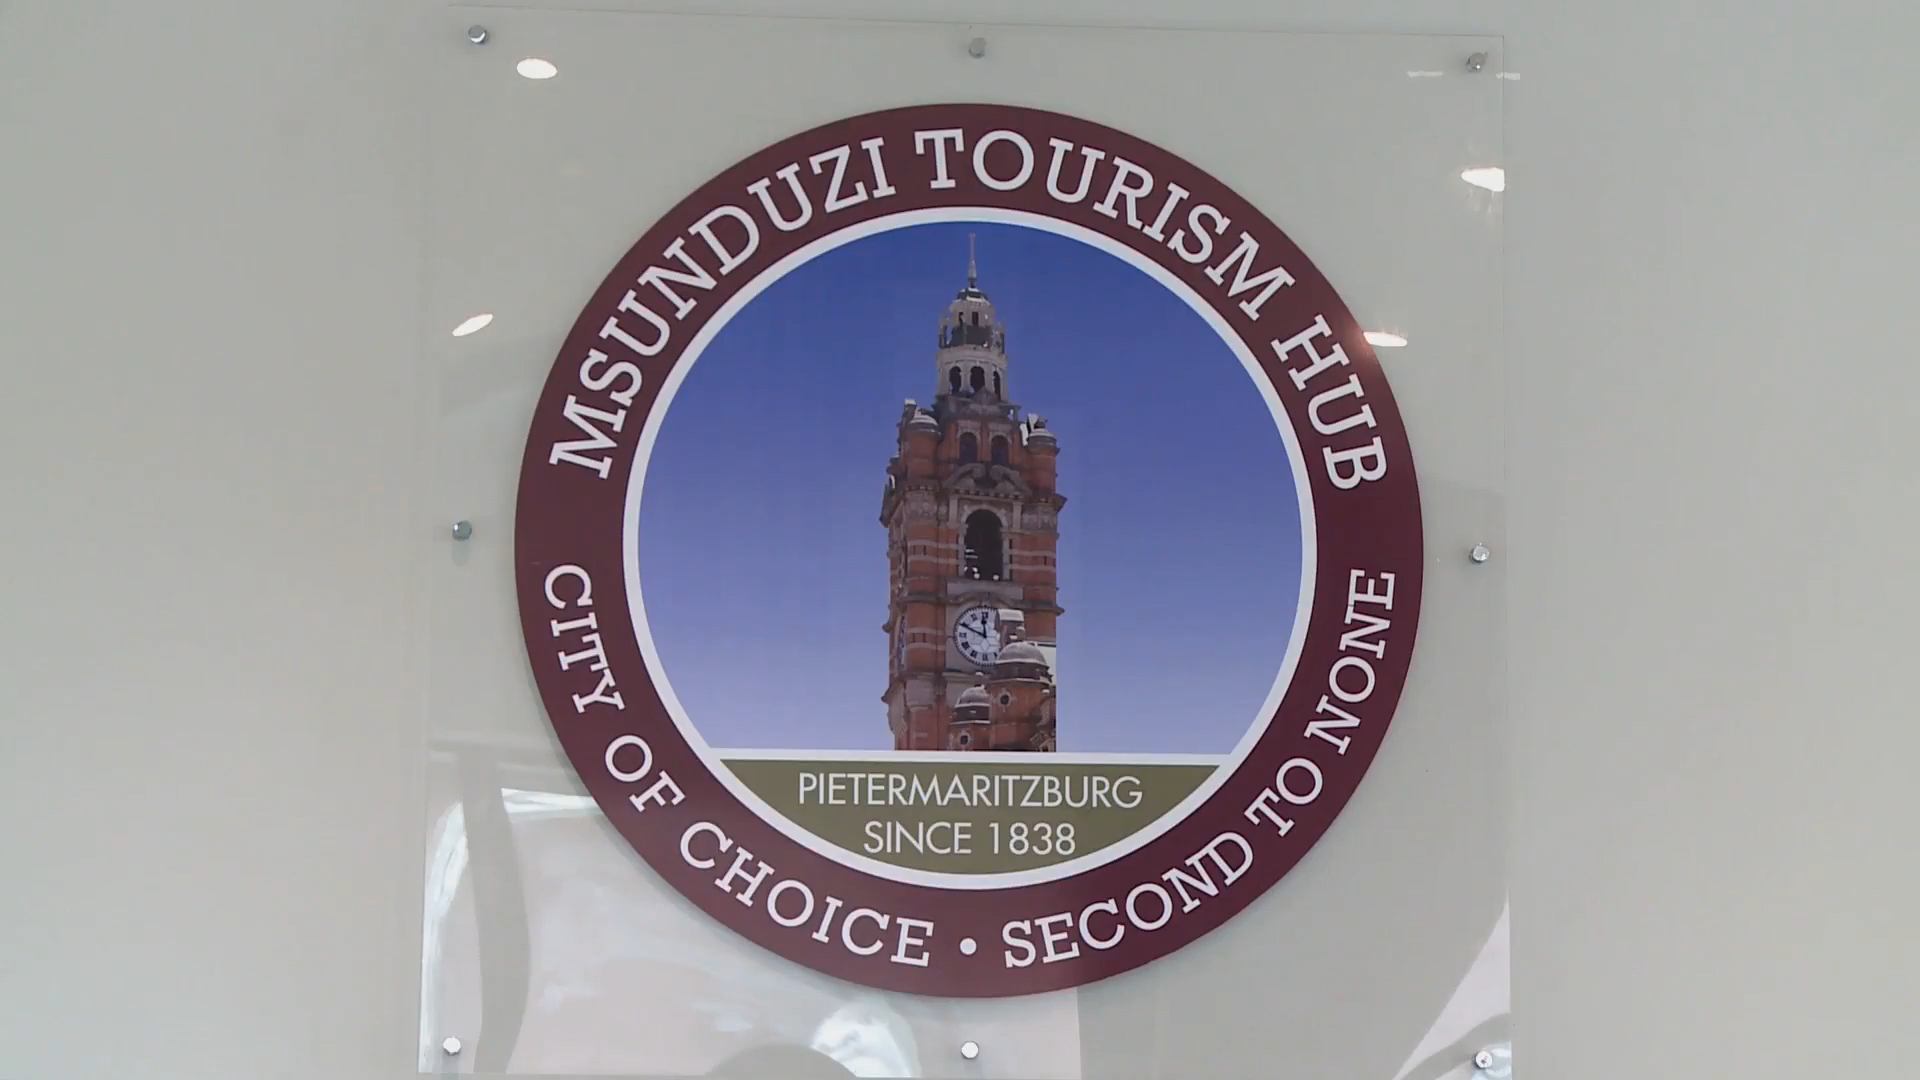 MSUNDUZI TOURISM HUB
PIETERMARITZBURG
SINCE 1838
CITY OF CHOICE • SECOND TO NONE